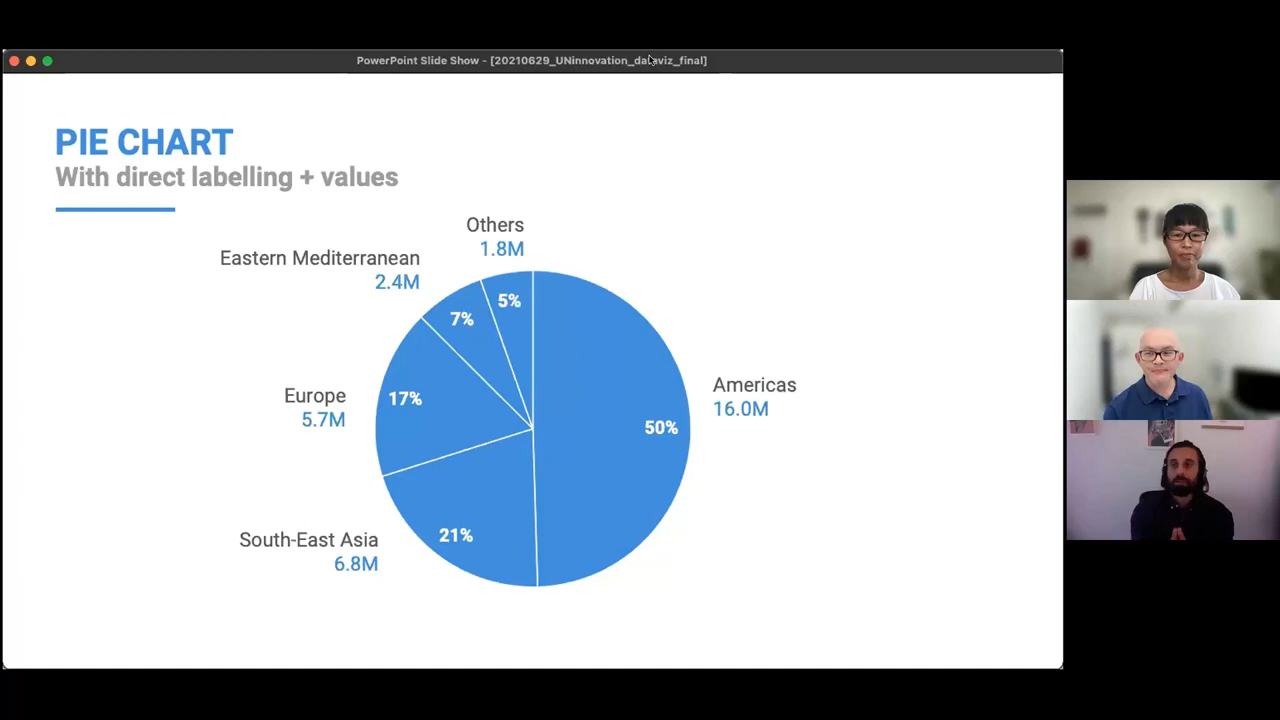 PowerPoint Slide Show - [20210629_UNinnovation_dataviz_final]
PIE CHART
With direct labelling + values
Others
1.8M
Eastern Mediterranean
2.4M
5%
7%
Europe
5.7M
17%
Americas
16.0M
50%
South-East Asia
6.8M
21%